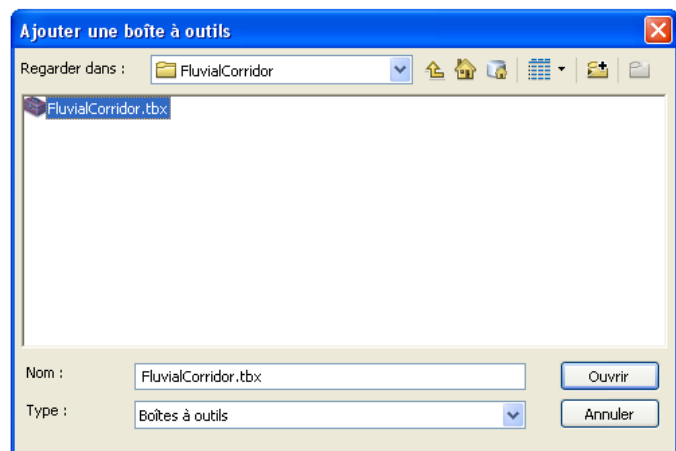 Ajouter une boîte à outils
Regarder dans : FluvialCorridor
FluvialCorridor.tbx
Nom : FluvialCorridor.tbx Ouvrir
Type : Boîtes à outils Annuler